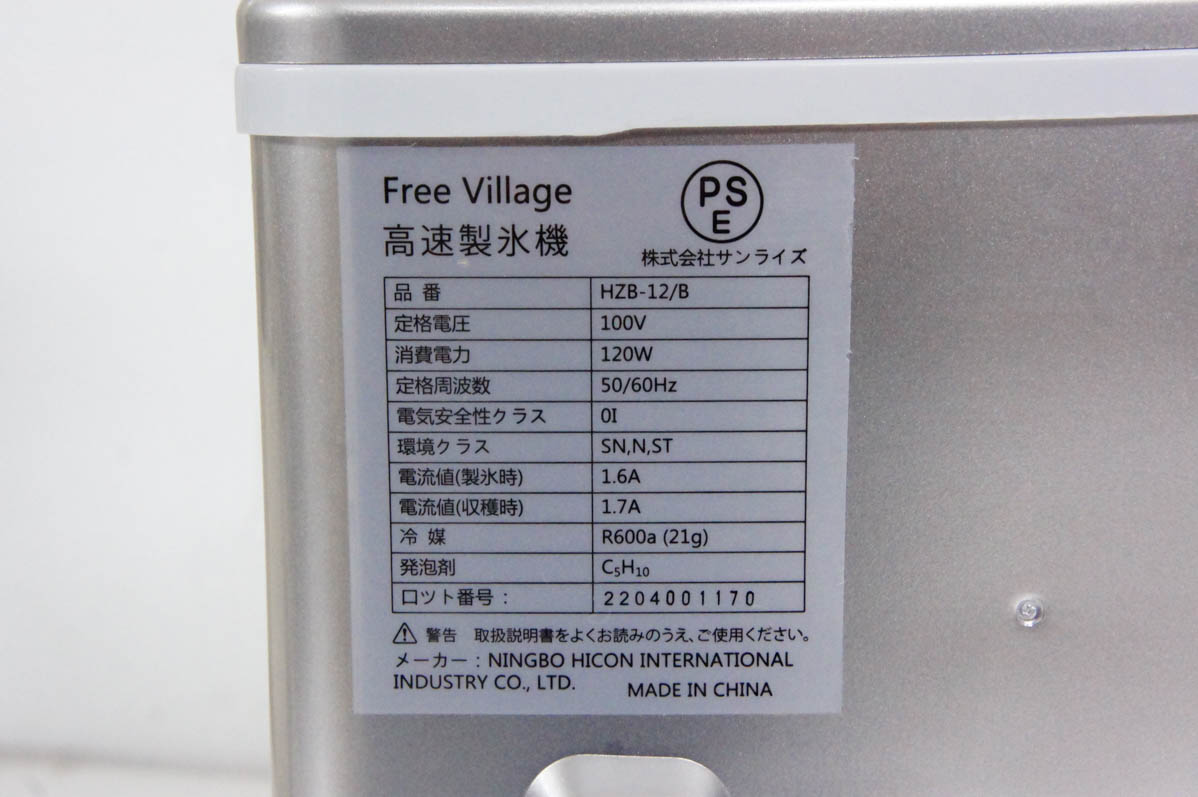 Free Village
高速製氷機
PS
E
株式会社サンライズ
品番 HZB-12/B
定格電圧 100V
消費電力 120W
定格周波数 50/60Hz
電気安全性クラス 0I
環境クラス SN,N,ST
電流値(製氷時) 1.6A
電流値(収穫時) 1.7A
冷媒 R600a (21g)
発泡剤 C₅H₁₀
ロット番号： 2204001170
警告 取扱説明書をよくお読みのうえ、ご使用ください。
メーカー：NINGBO HICON INTERNATIONAL
INDUSTRY CO., LTD. MADE IN CHINA